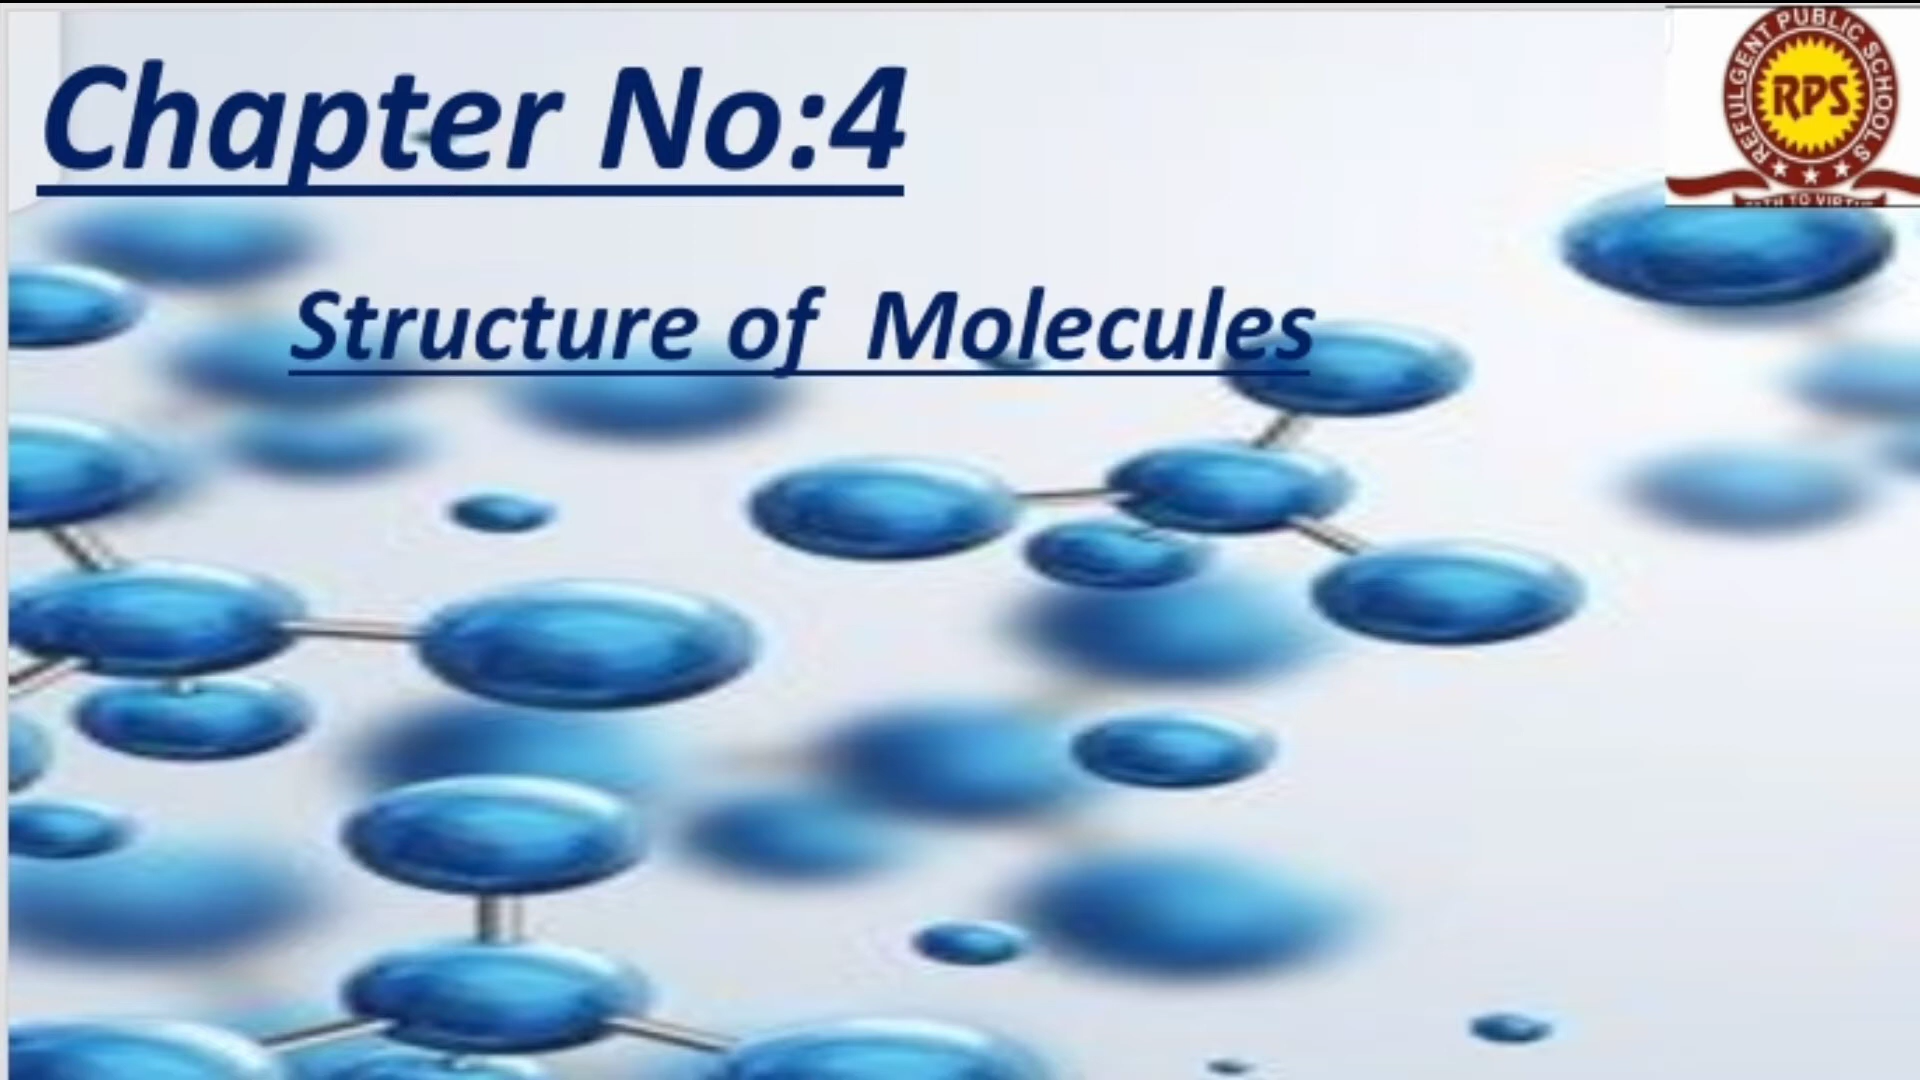 Chapter No:4
REFULGENT PUBLIC SCHOOLS
RPS
Structure of Molecules